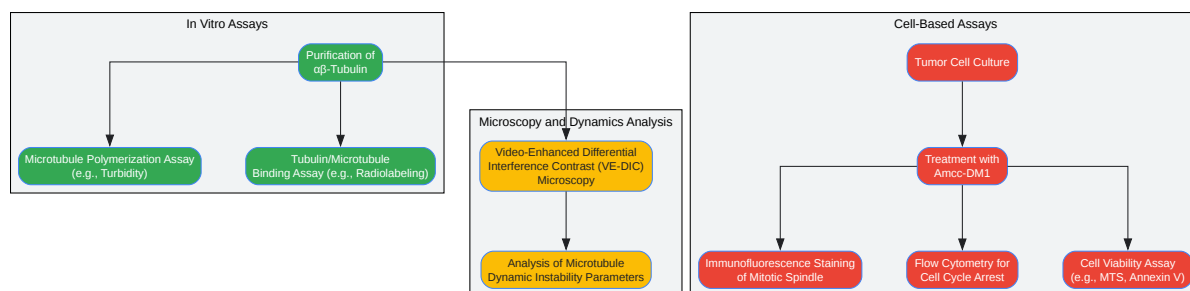 In Vitro Assays
Purification of
αβ-Tubulin
Microtubule Polymerization Assay
(e.g., Turbidity)
Tubulin/Microtubule
Binding Assay (e.g., Radiolabeling)
Microscopy and Dynamics Analysis
Video-Enhanced Differential
Interference Contrast (VE-DIC)
Microscopy
Analysis of Microtubule
Dynamic Instability Parameters
Cell-Based Assays
Tumor Cell Culture
Treatment with
Amcc-DM1
Immunofluorescence Staining
of Mitotic Spindle
Flow Cytometry for
Cell Cycle Arrest
Cell Viability Assay
(e.g., MTS, Annexin V)